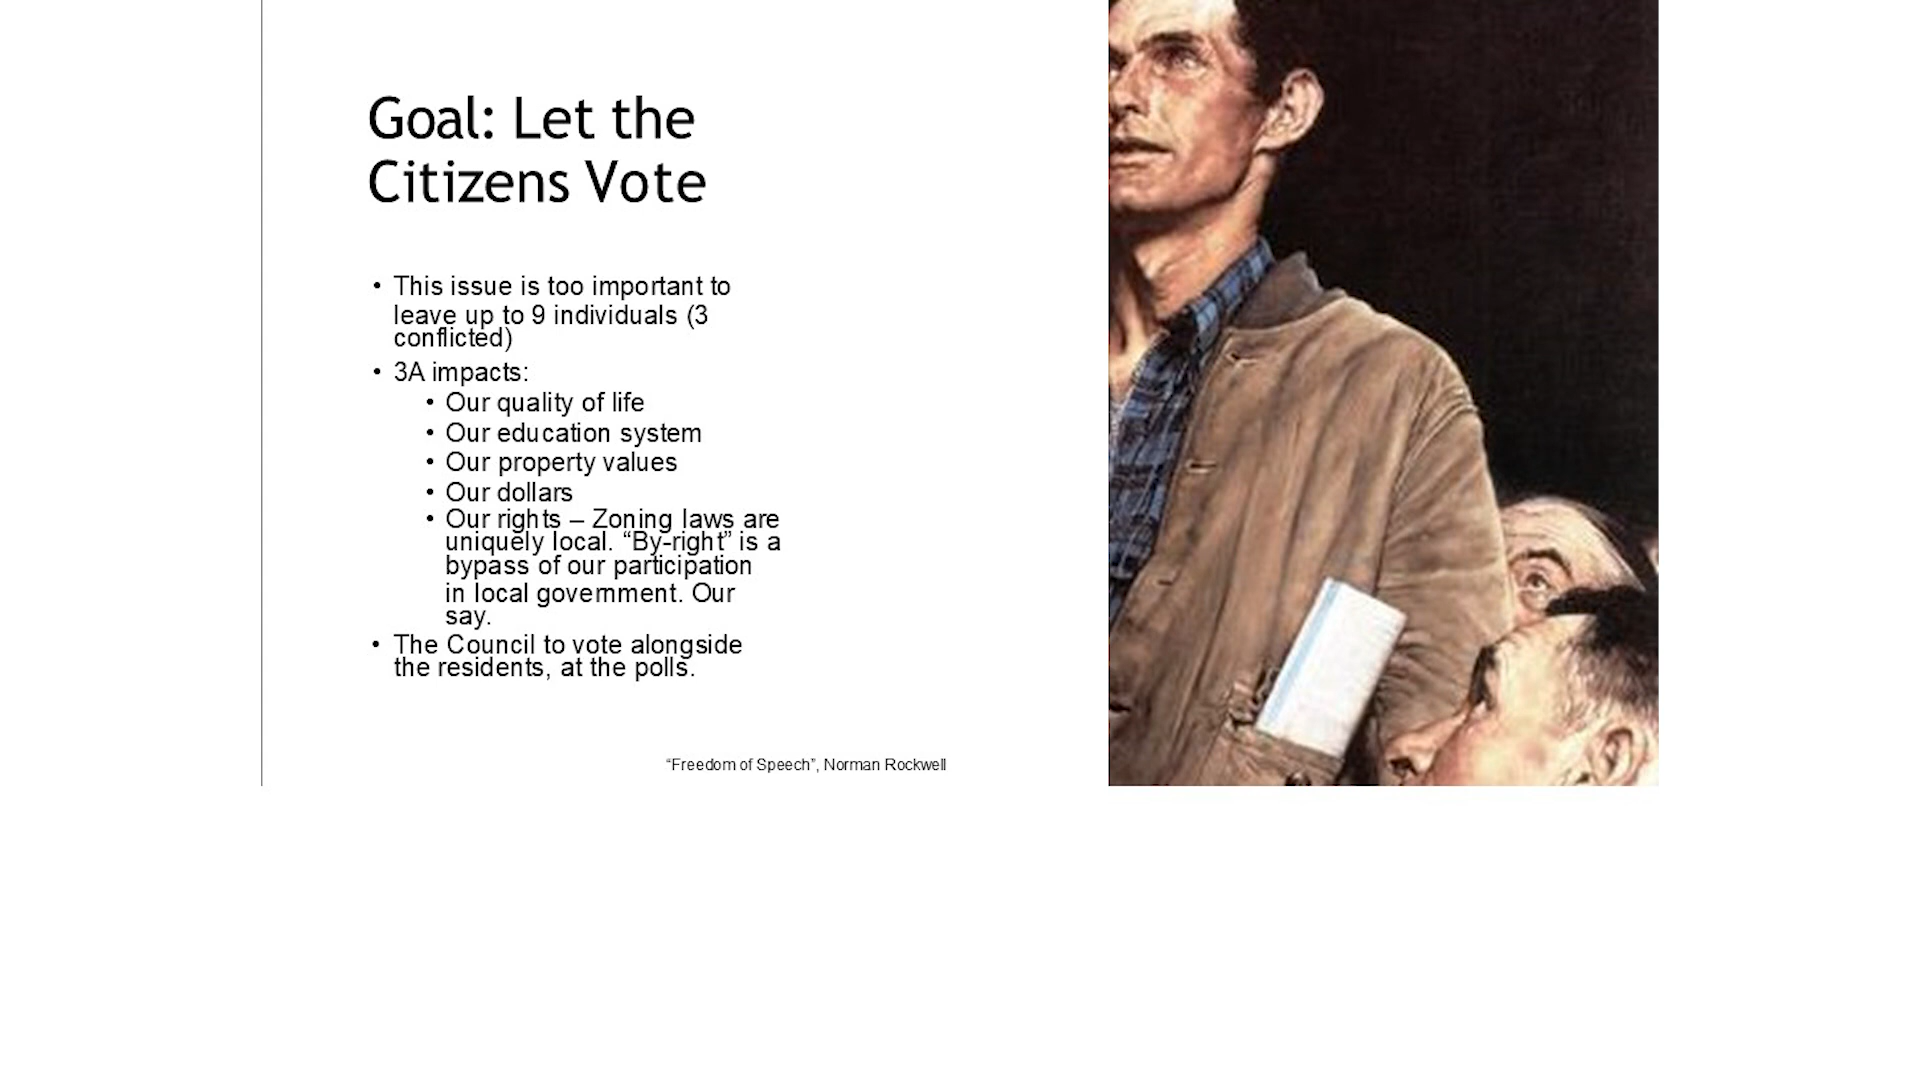 Goal: Let the
Citizens Vote
• This issue is too important to
leave up to 9 individuals (3
conflicted)
• 3A impacts:
• Our quality of life
• Our education system
• Our property values
• Our dollars
• Our rights – Zoning laws are
uniquely local. “By-right” is a
bypass of our participation
in local government. Our
say.
• The Council to vote alongside
the residents, at the polls.
“Freedom of Speech”, Norman Rockwell